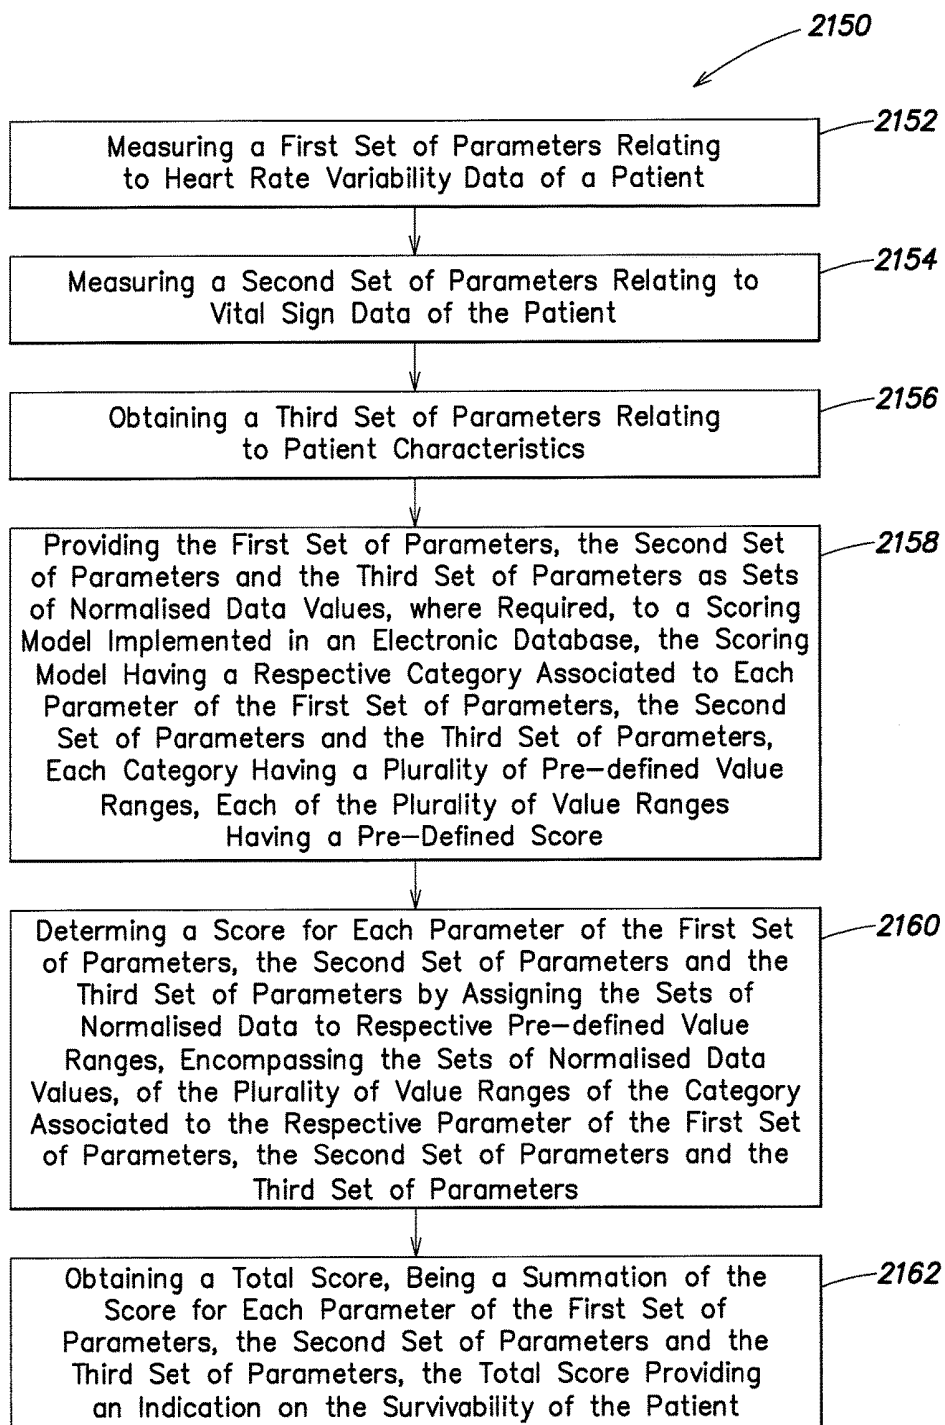 2150
2152
Measuring a First Set of Parameters Relating
to Heart Rate Variability Data of a Patient
2154
Measuring a Second Set of Parameters Relating to
Vital Sign Data of the Patient
2156
Obtaining a Third Set of Parameters Relating
to Patient Characteristics
2158
Providing the First Set of Parameters, the Second Set
of Parameters and the Third Set of Parameters as Sets
of Normalised Data Values, where Required, to a Scoring
Model Implemented in an Electronic Database, the Scoring
Model Having a Respective Category Associated to Each
Parameter of the First Set of Parameters, the Second
Set of Parameters and the Third Set of Parameters,
Each Category Having a Plurality of Pre-defined Value
Ranges, Each of the Plurality of Value Ranges
Having a Pre-Defined Score
2160
Determing a Score for Each Parameter of the First Set
of Parameters, the Second Set of Parameters and the
Third Set of Parameters by Assigning the Sets of
Normalised Data to Respective Pre-defined Value
Ranges, Encompassing the Sets of Normalised Data
Values, of the Plurality of Value Ranges of the Category
Associated to the Respective Parameter of the First Set
of Parameters, the Second Set of Parameters and the
Third Set of Parameters
2162
Obtaining a Total Score, Being a Summation of the
Score for Each Parameter of the First Set of
Parameters, the Second Set of Parameters and the
Third Set of Parameters, the Total Score Providing
an Indication on the Survivability of the Patient